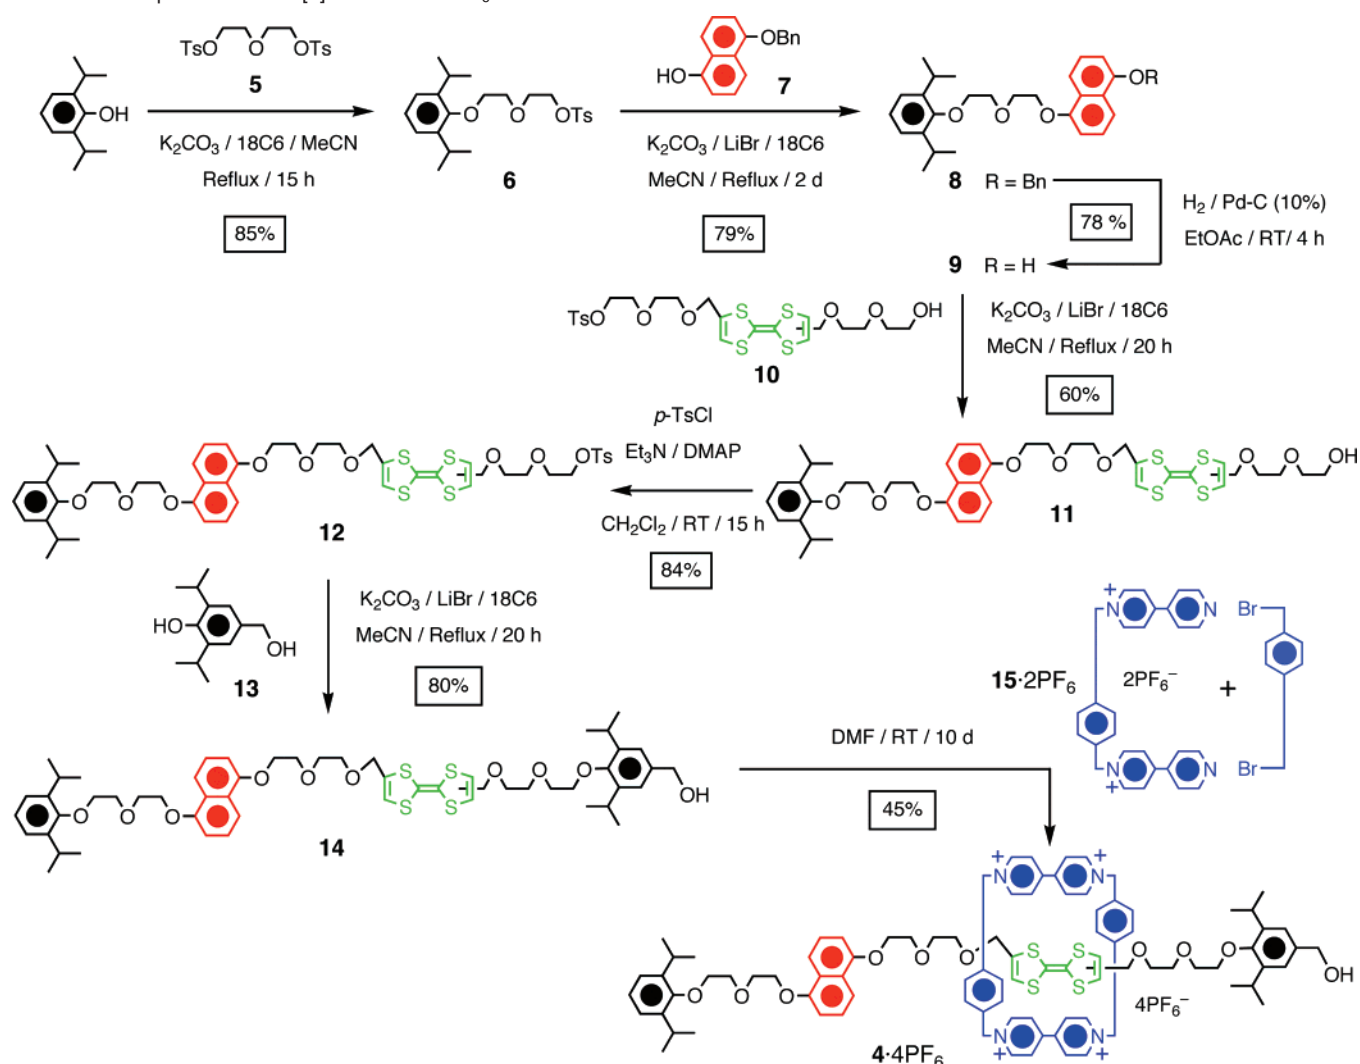 TsO O OTs
5
OH
K2CO3 / 18C6 / MeCN
Reflux / 15 h
85%
O O OTs
6
OBn
HO 7
K2CO3 / LiBr / 18C6
MeCN / Reflux / 2 d
79%
OR
O O O
8 R = Bn
78 %
H2 / Pd-C (10%)
EtOAc / RT/ 4 h
9 R = H
TsO O O S S S S O O OH
10
K2CO3 / LiBr / 18C6
MeCN / Reflux / 20 h
60%
O O O S S S S O O OTs
O O O
12
p-TsCl
Et3N / DMAP
CH2Cl2 / RT / 15 h
84%
O O O S S S S O O OH
O O O
11
HO OH
13
K2CO3 / LiBr / 18C6
MeCN / Reflux / 20 h
80%
+N N Br
15·2PF6 2PF6– +
N+ N Br
O O O S S S S O O O OH
O O O
14
DMF / RT / 10 d
45%
+N N+
O O O S S S S O O O OH
O O O
4PF6–
N+ N+
4·4PF6